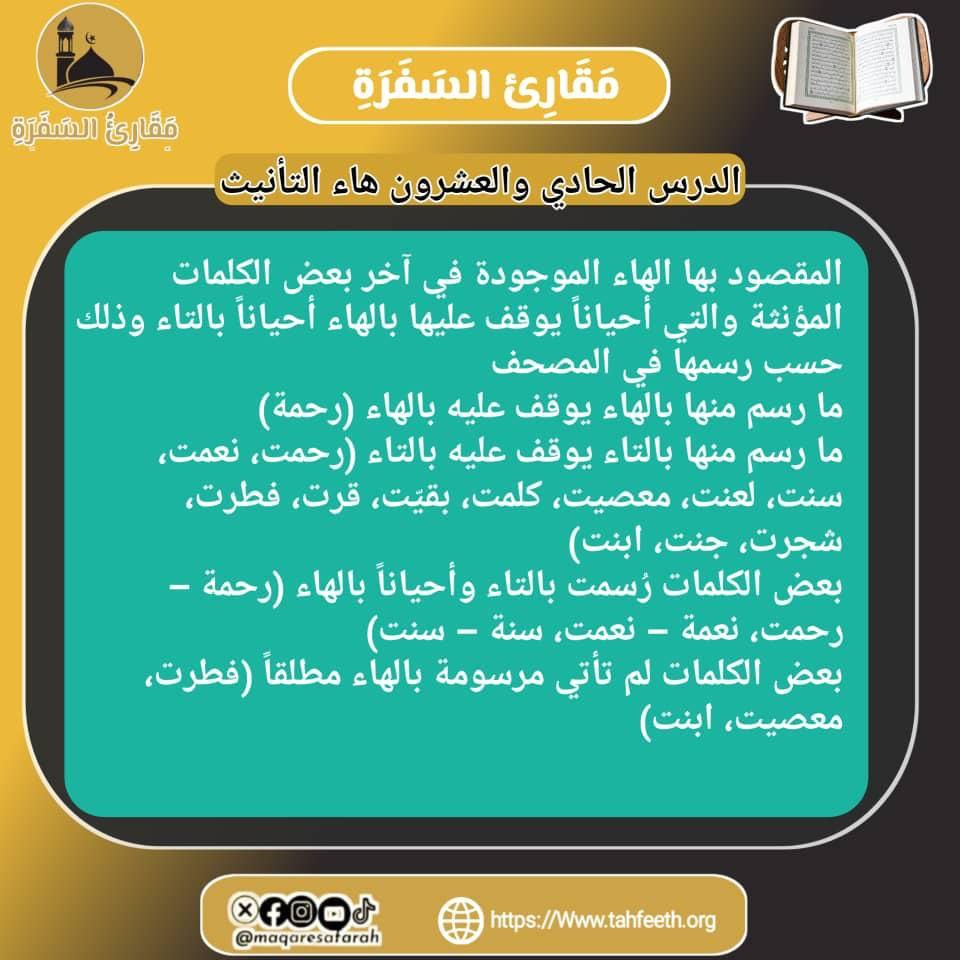 مَقَارِئُ السَفَرَةِ
مَقَارِئ السَفَرَةِ
الدرس الحادي والعشرون هاء التأنيث
المقصود بها الهاء الموجودة في آخر بعض الكلمات
المؤنثة والتي أحياناً يوقف عليها بالهاء أحياناً بالتاء وذلك
حسب رسمها في المصحف
ما رسم منها بالهاء يوقف عليه بالهاء (رحمة)
ما رسم منها بالتاء يوقف عليه بالتاء (رحمت، نعمت،
سنت، لعنت، معصيت، كلمت، بقيّت، قرت، فطرت،
شجرت، جنت، ابنت)
بعض الكلمات رُسمت بالتاء وأحياناً بالهاء (رحمة –
رحمت، نعمة – نعمت، سنة – سنت)
بعض الكلمات لم تأتي مرسومة بالهاء مطلقاً (فطرت،
معصيت، ابنت)
@maqaresafarah
https://Www.tahfeeth.org